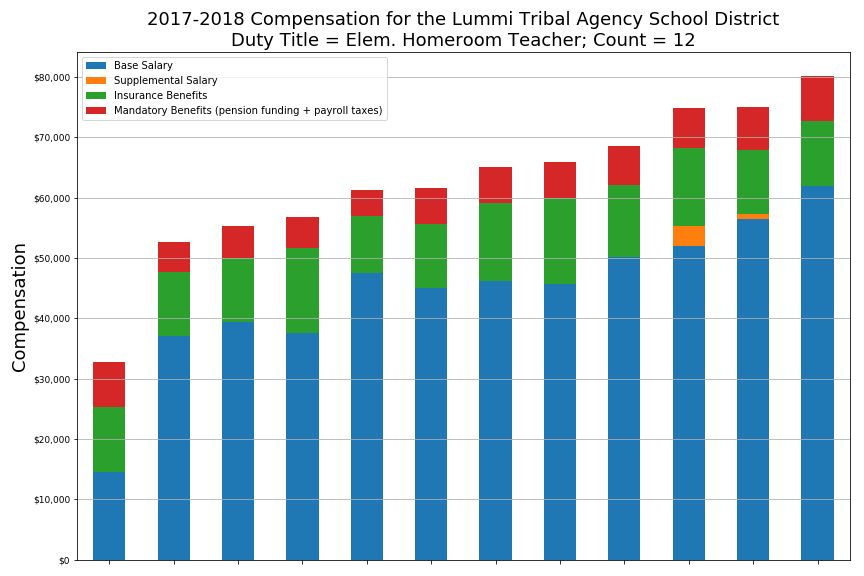 2017-2018 Compensation for the Lummi Tribal Agency School District
Duty Title = Elem. Homeroom Teacher; Count = 12
Base Salary
Supplemental Salary
Insurance Benefits
Mandatory Benefits (pension funding + payroll taxes)
Compensation
$80,000
$70,000
$60,000
$50,000
$40,000
$30,000
$20,000
$10,000
$0